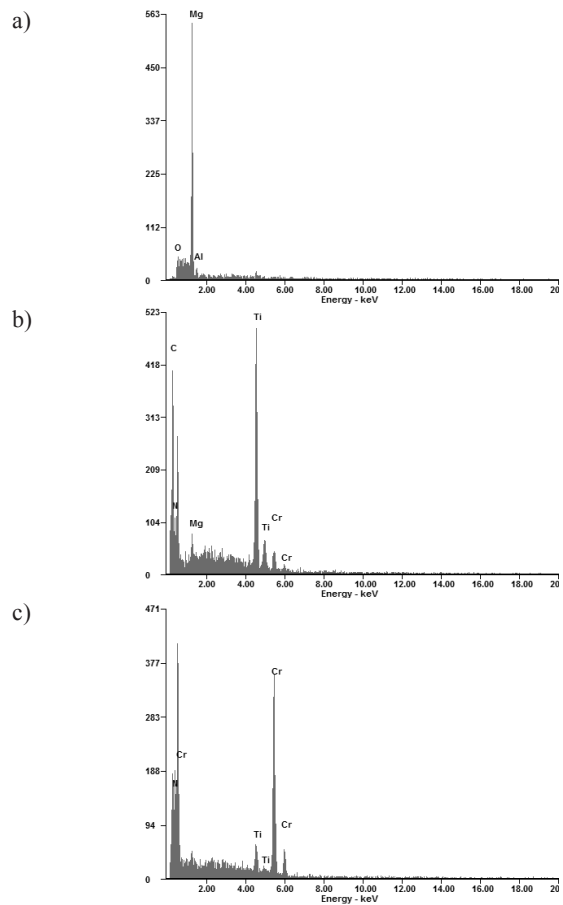 a)
563
Mg
450
337
225
112
O
Al
0
2.00 4.00 6.00 8.00 10.00 12.00 14.00 16.00 18.00 20
Energy - keV
b)
523
Ti
C
418
313
209
N
104
Mg
Ti
Cr
Cr
0
2.00 4.00 6.00 8.00 10.00 12.00 14.00 16.00 18.00 20
Energy - keV
c)
471
377
Cr
283
Cr
188
N
94
Ti
Ti
Cr
0
2.00 4.00 6.00 8.00 10.00 12.00 14.00 16.00 18.00 20
Energy - keV